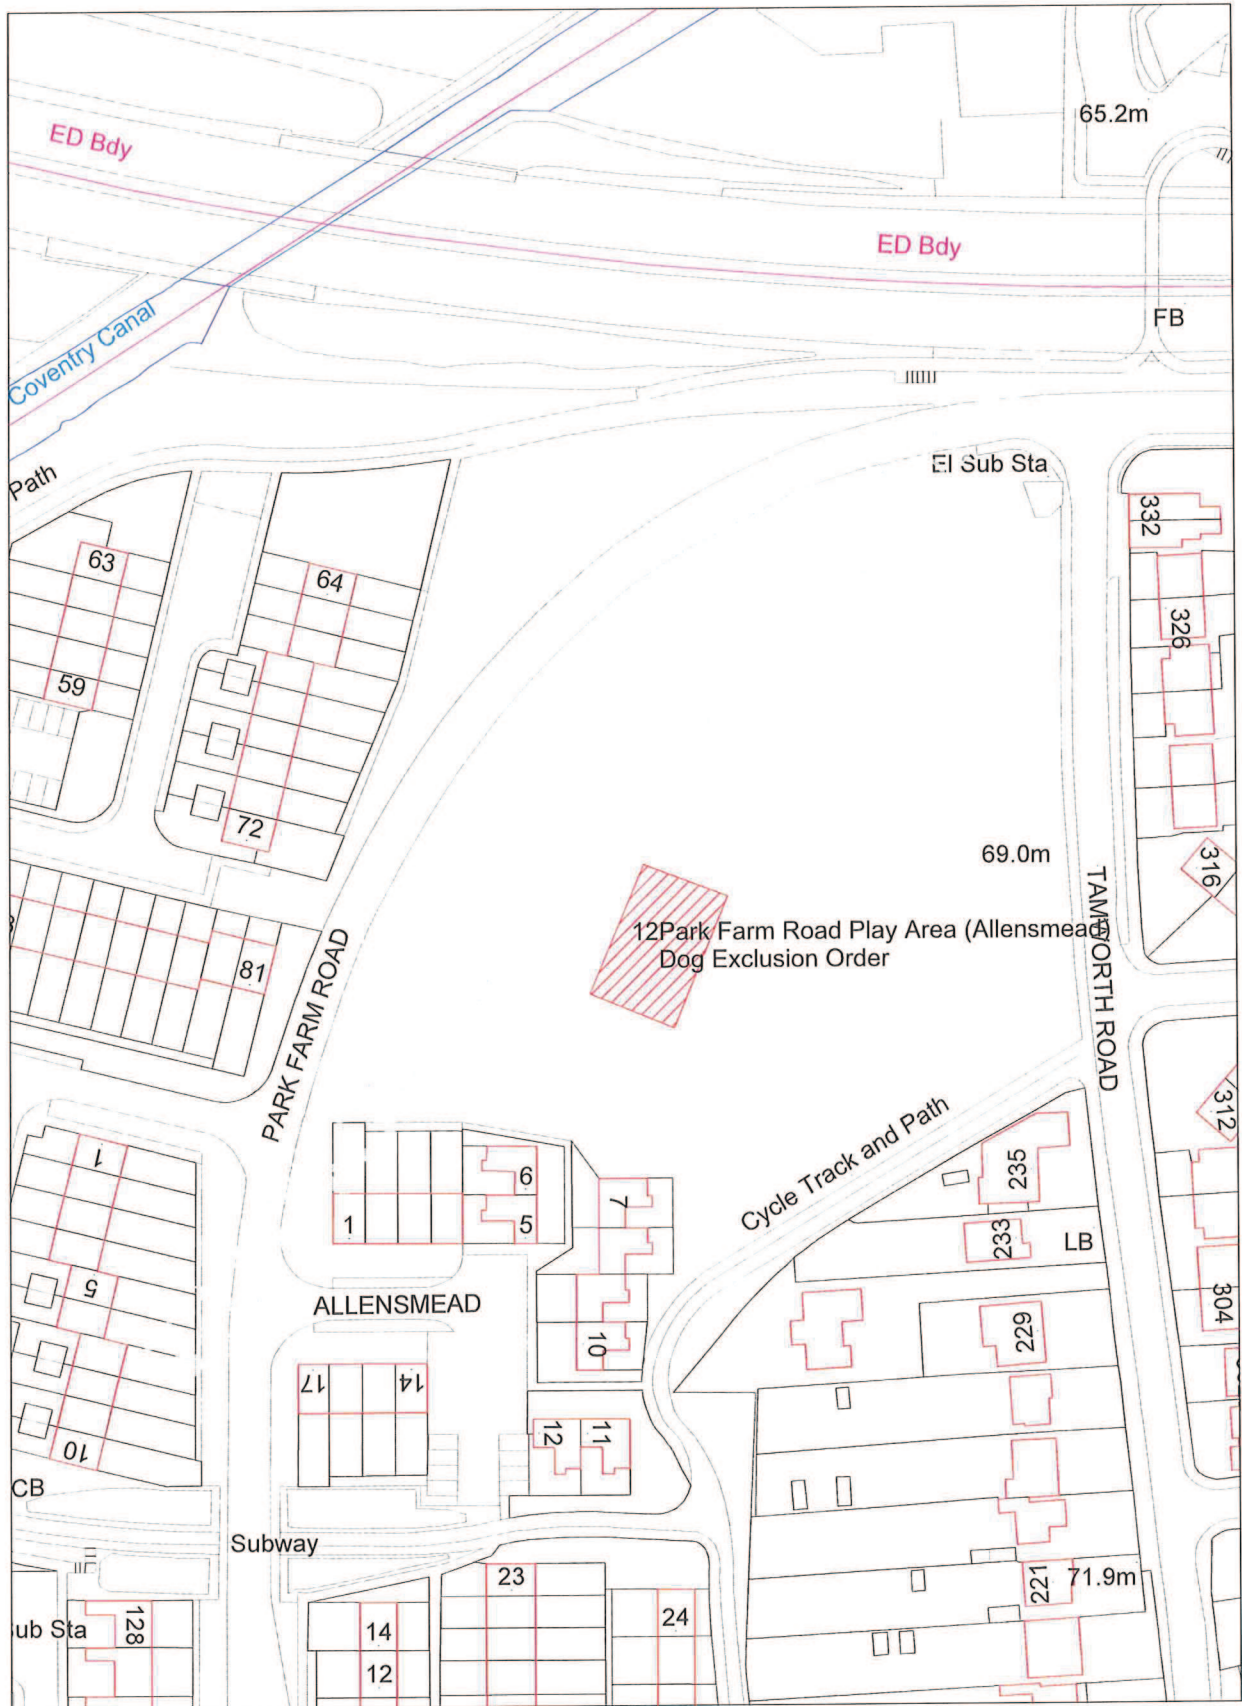 65.2m
ED Bdy
ED Bdy
FB
Coventry Canal
El Sub Sta
Path
332
63
64
326
59
72
69.0m
316
12Park Farm Road Play Area (Allensmead)
Dog Exclusion Order
TAMWORTH ROAD
81
PARK FARM ROAD
312
Cycle Track and Path
1
6
235
7
1
5
233
LB
5
ALLENSMEAD
304
229
10
17
14
12
11
10
CB
Subway
23
221
71.9m
24
ub Sta
128
14
12